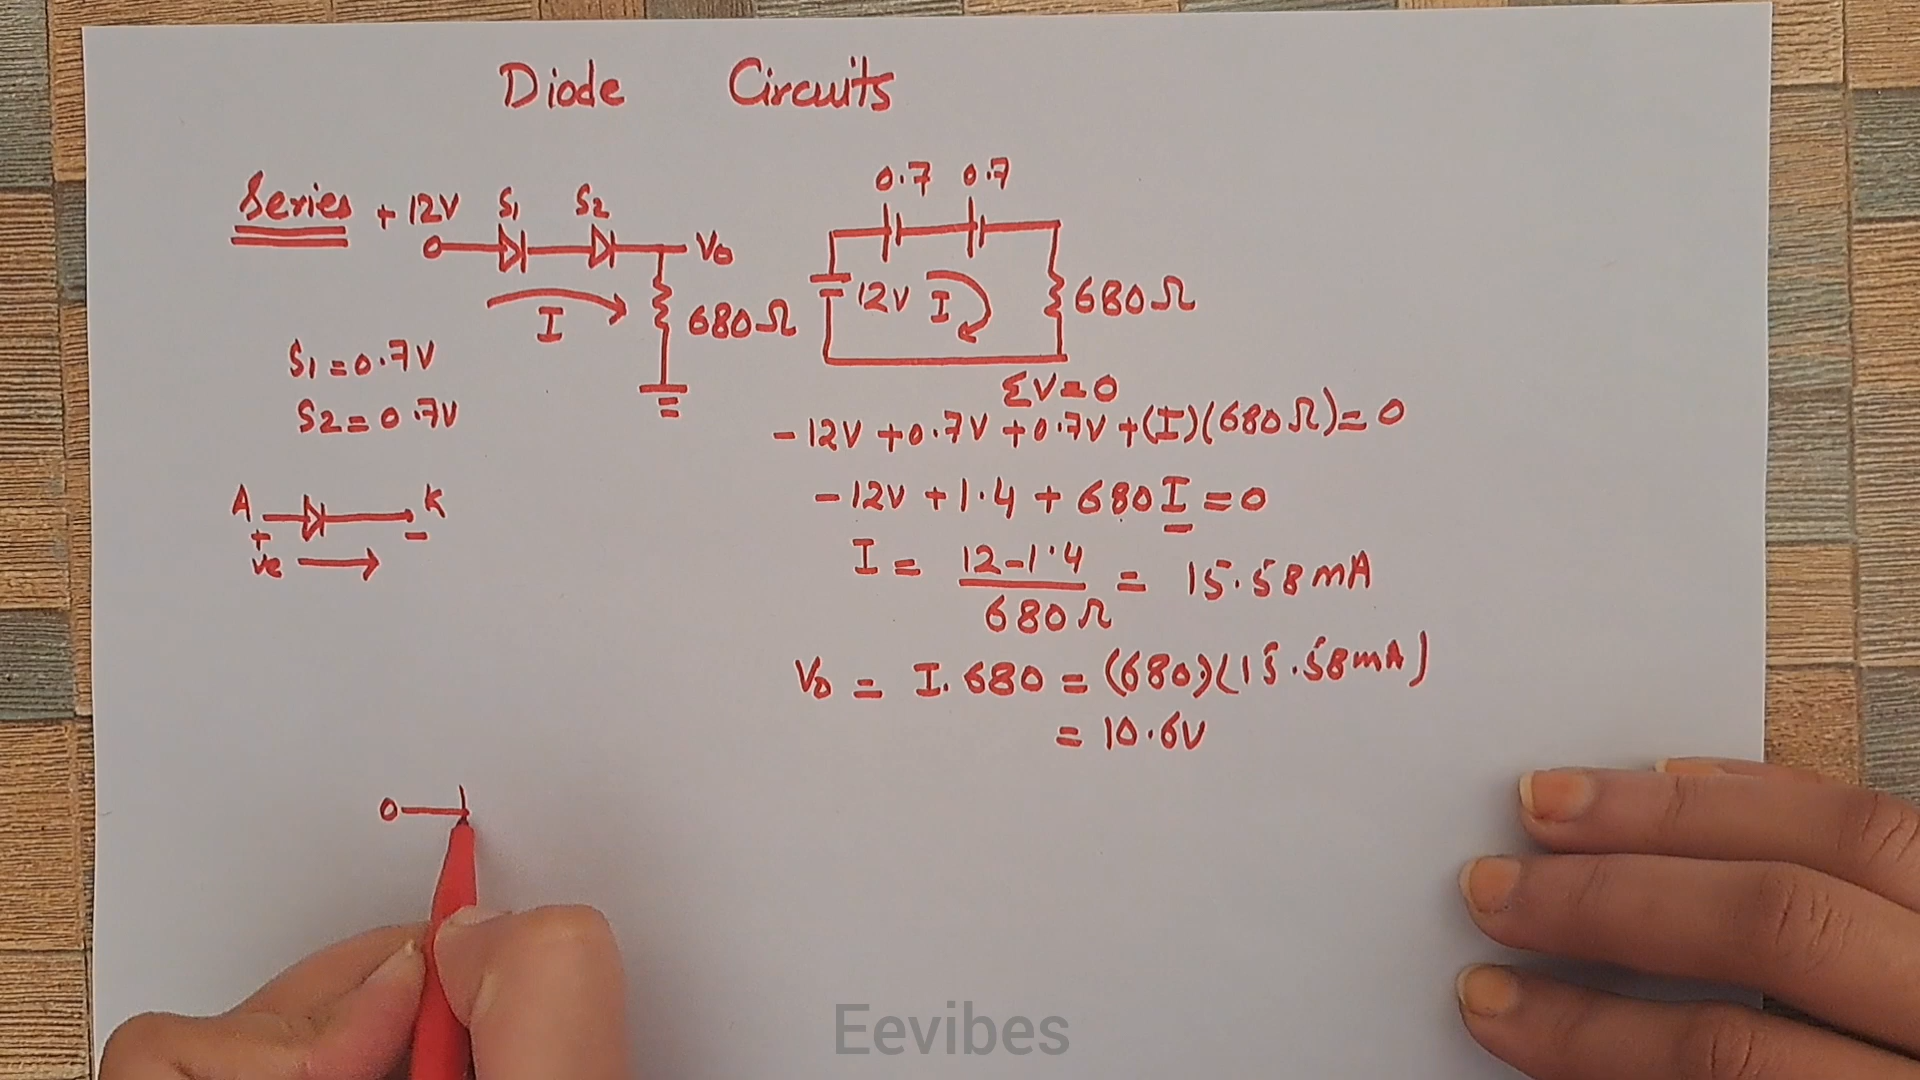 Diode Circuits
Series
+12V S1 S2
Vo
I
680Ω
S1 = 0.7V
S2 = 0.7V
A K
+ -
ve
0.7 0.7
12V I 680Ω
ΣV=0
-12V +0.7V +0.7V +(I)(680Ω)=0
-12V +1.4 + 680I = 0
I = 12-1.4 = 15.58mA
680Ω
Vo = I.680 = (680)(15.58mA)
= 10.6V
Eevibes